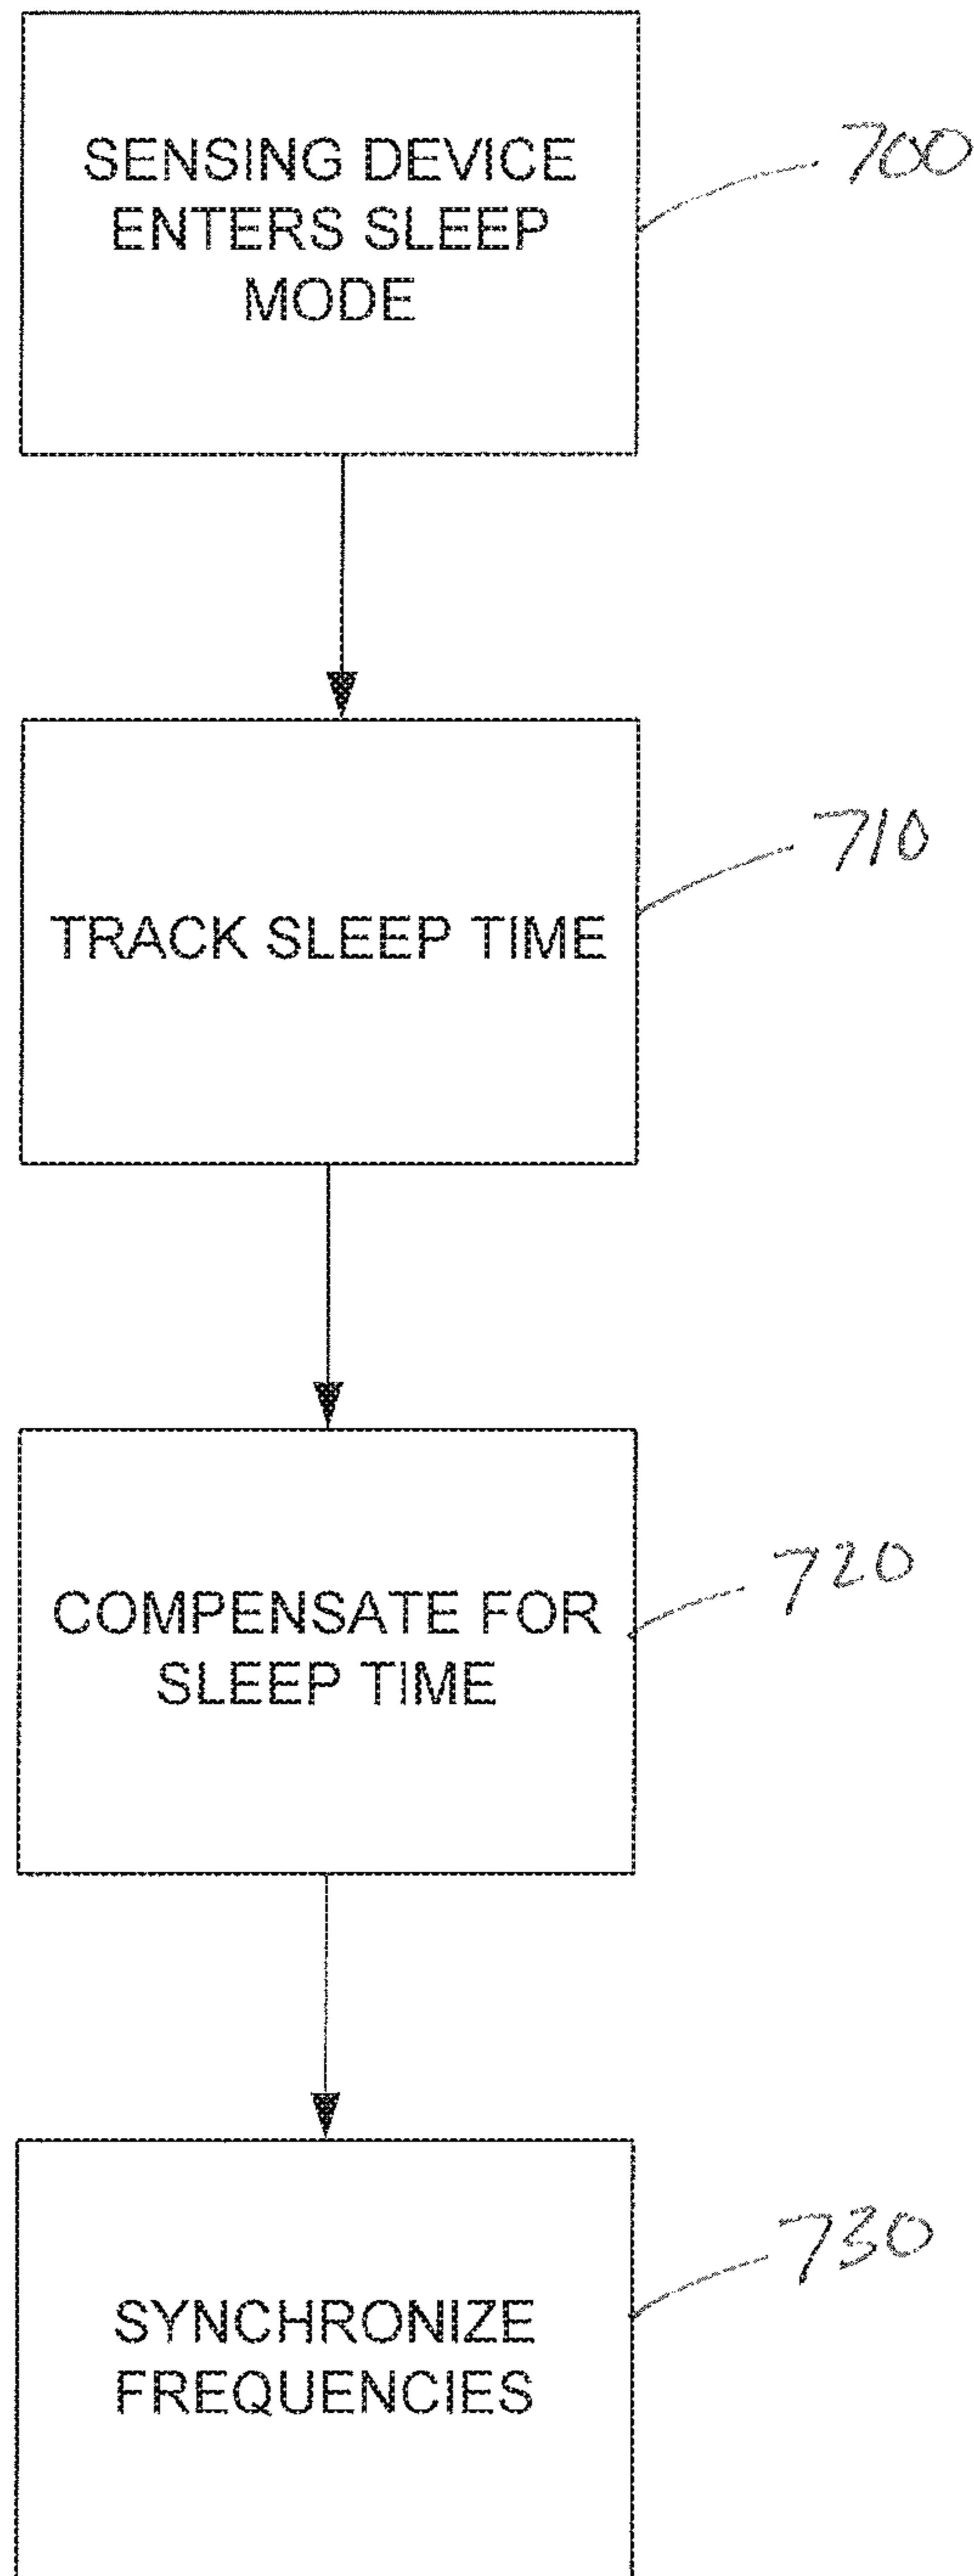 SENSING DEVICE
ENTERS SLEEP
MODE
700
TRACK SLEEP TIME
710
COMPENSATE FOR
SLEEP TIME
720
SYNCHRONIZE
FREQUENCIES
730